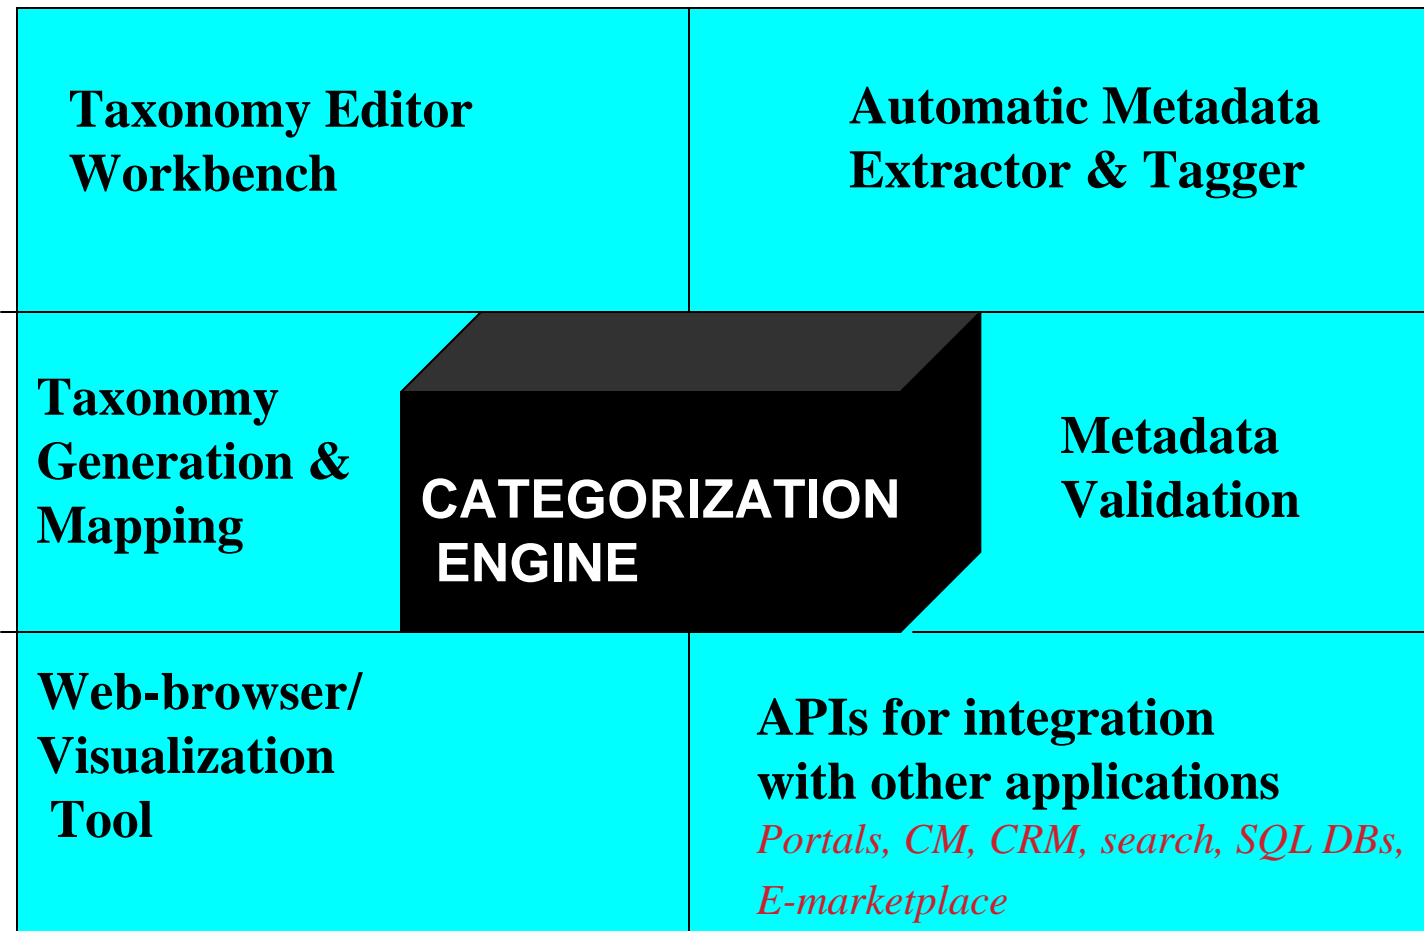 Taxonomy Editor
Workbench
Automatic Metadata
Extractor & Tagger
Taxonomy
Generation &
Mapping
CATEGORIZATION
ENGINE
Metadata
Validation
Web-browser/
Visualization
Tool
APIs for integration
with other applications
Portals, CM, CRM, search, SQL DBs,
E-marketplace